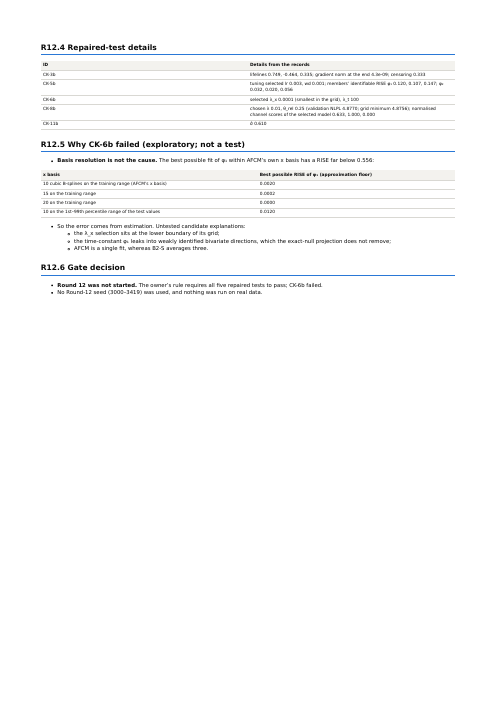 R12.4 Repaired-test details
ID Details from the records
CK-3b lifelines 0.749, -0.464, 0.335; gradient norm at the end 4.3e-09; censoring 0.333
CK-5b tuning selected lr 0.003, wd 0.001; members' identifiable RISE φ₁ 0.120, 0.107, 0.147; φ₂
0.032, 0.020, 0.056
CK-6b selected λ_x 0.0001 (smallest in the grid), λ_t 100
CK-8b chosen λ 0.01, θ_rel 0.25 (validation NLPL 4.8770; grid minimum 4.8756); normalised
channel scores of the selected model 0.633, 1.000, 0.000
CK-11b
R12.5 Why CK-6b failed (exploratory; not a test)
• Basis resolution is not the cause. The best possible fit of φ₁ within AFCM's own x basis has a RISE far below 0.556:
x basis Best possible RISE of φ₁ (approximation floor)
10 cubic B-splines on the training range (AFCM's x basis) 0.0020
15 on the training range 0.0002
20 on the training range 0.0000
10 on the 1st–99th percentile range of the test values 0.0120
• So the error comes from estimation. Untested candidate explanations:
the λ_x selection sits at the lower boundary of its grid;
the time-constant φ₁ leaks into weakly identified bivariate directions, which the exact-null projection does not remove;
AFCM is a single fit, whereas B2-S averages three.
R12.6 Gate decision
• Round 12 was not started. The owner's rule requires all five repaired tests to pass; CK-6b failed.
• No Round-12 seed (3000–3419) was used, and nothing was run on real data.